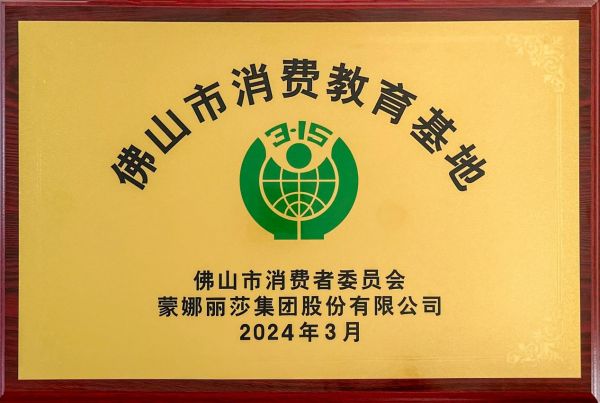 佛山市消费教育基地
3·15
佛山市消费者委员会
蒙娜丽莎集团股份有限公司
2024年3月